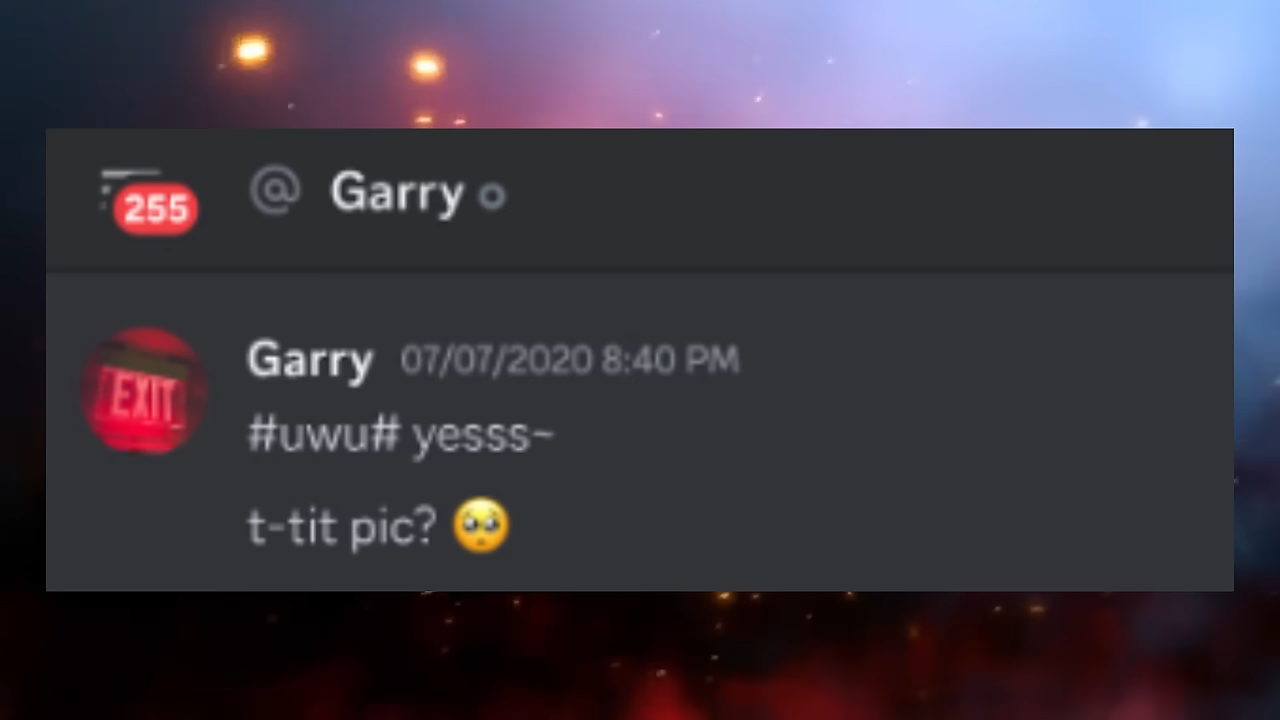 255
@ Garry
EXIT
Garry 07/07/2020 8:40 PM
#uwu# yesss~
t-tit pic? 🥺